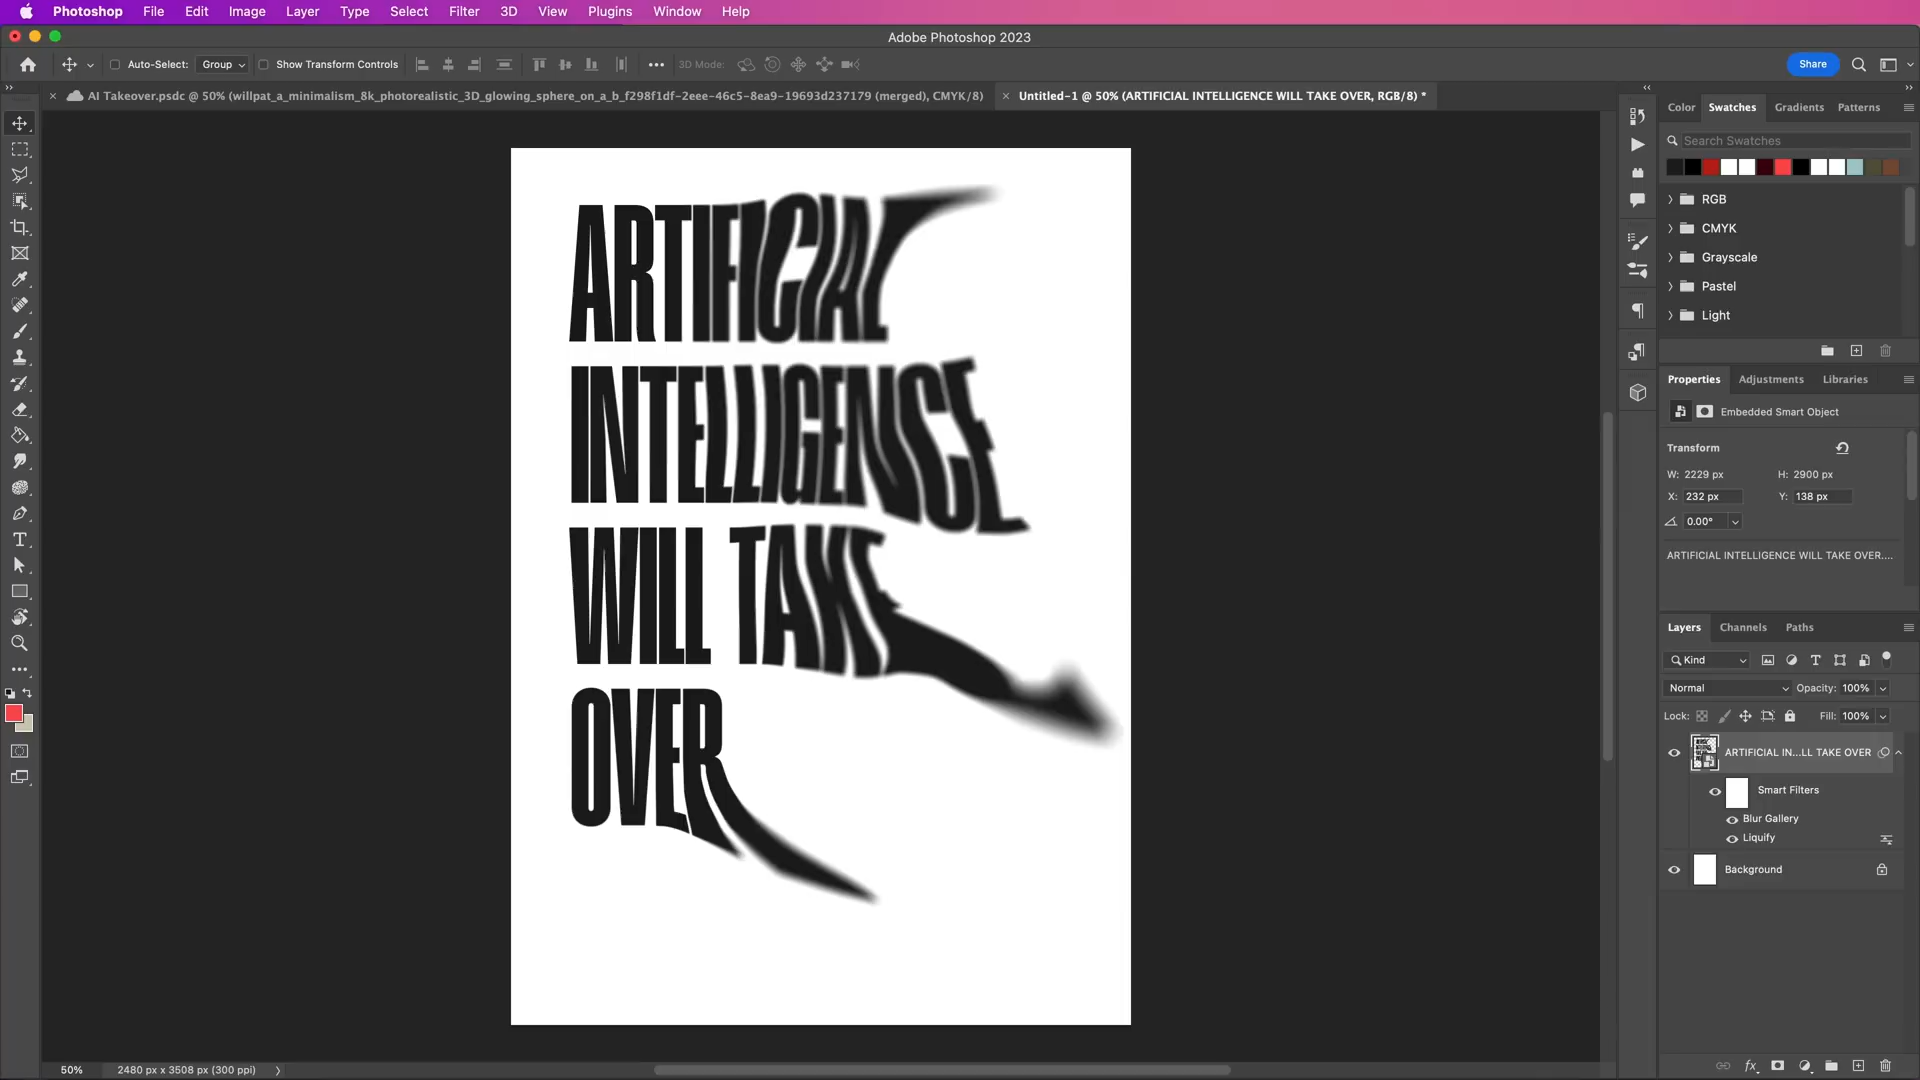 Photoshop File Edit Image Layer Type Select Filter 3D View Plugins Window Help
Adobe Photoshop 2023
Auto-Select: Group Show Transform Controls 3D Mode: Share
AI Takeover.psdc @ 50% (willpat_a_minimalism_8k_photorealistic_3D_glowing_sphere_on_a_b_f298f1df-2eee-46c5-8ea9-19693d237179 (merged), CMYK/8)
Untitled-1 @ 50% (ARTIFICIAL INTELLIGENCE WILL TAKE OVER, RGB/8) *
ARTIFICIAL
INTELLIGENCE
WILL TAKE
OVER
Color Swatches Gradients Patterns
Search Swatches
RGB
CMYK
Grayscale
Pastel
Light
Properties Adjustments Libraries
Embedded Smart Object
Transform
W: 2229 px H: 2900 px
X: 232 px Y: 138 px
0.00°
ARTIFICIAL INTELLIGENCE WILL TAKE OVER....
Layers Channels Paths
Kind
Normal Opacity: 100%
Lock: Fill: 100%
ARTIFICIAL IN...LL TAKE OVER
Smart Filters
Blur Gallery
Liquify
Background
50% 2480 px x 3508 px (300 ppi)